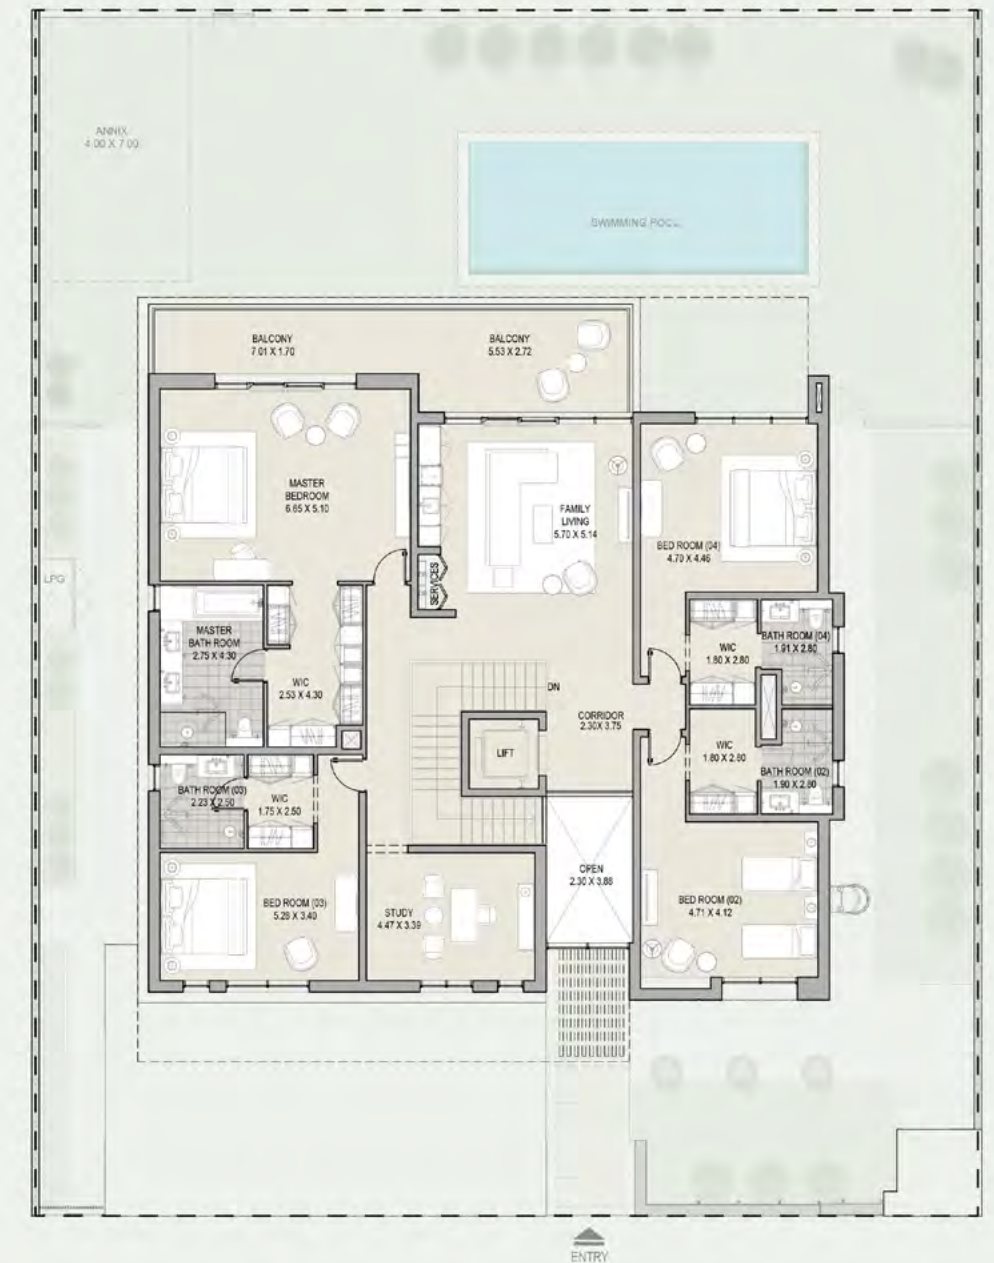 ANNIX
4.00 X 7.00
SWIMMING POOL
BALCONY
7.01 X 1.70
BALCONY
5.53 X 2.72
MASTER
BEDROOM
6.65 X 5.10
FAMILY
LIVING
5.70 X 5.14
BED ROOM (04)
4.70 X 4.46
SERVICES
LPG
MASTER
BATH ROOM
2.75 X 4.30
WIC
2.53 X 4.30
WIC
1.80 X 2.80
BATH ROOM (04)
1.91 X 2.80
DN
CORRIDOR
2.30X 3.75
LIFT
WIC
1.80 X 2.80
BATH ROOM (02)
1.90 X 2.80
BATH ROOM (03)
2.23 X 2.50
WIC
1.75 X 2.50
OPEN
2.30 X 3.88
BED ROOM (03)
5.28 X 3.40
STUDY
4.47 X 3.39
BED ROOM (02)
4.71 X 4.12
ENTRY